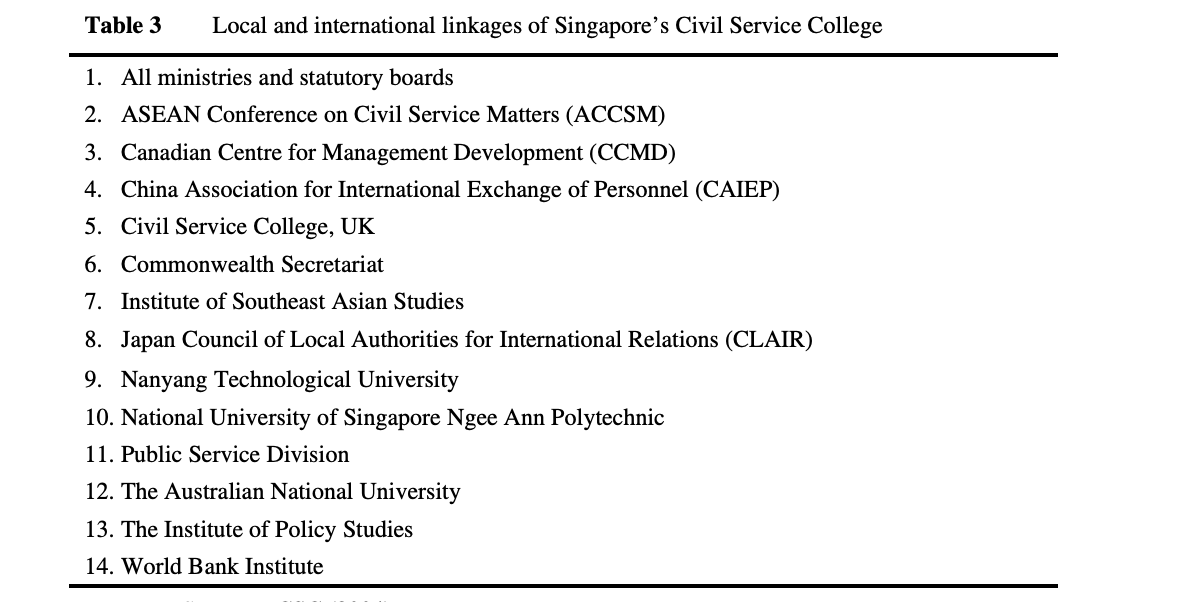 Table 3 Local and international linkages of Singapore's Civil Service College
1. All ministries and statutory boards
2. ASEAN Conference on Civil Service Matters (ACCSM)
3. Canadian Centre for Management Development (CCMD)
4. China Association for International Exchange of Personnel (CAIEP)
5. Civil Service College, UK
6. Commonwealth Secretariat
7. Institute of Southeast Asian Studies
8. Japan Council of Local Authorities for International Relations (CLAIR)
9. Nanyang Technological University
10. National University of Singapore Ngee Ann Polytechnic
11. Public Service Division
12. The Australian National University
13. The Institute of Policy Studies
14. World Bank Institute